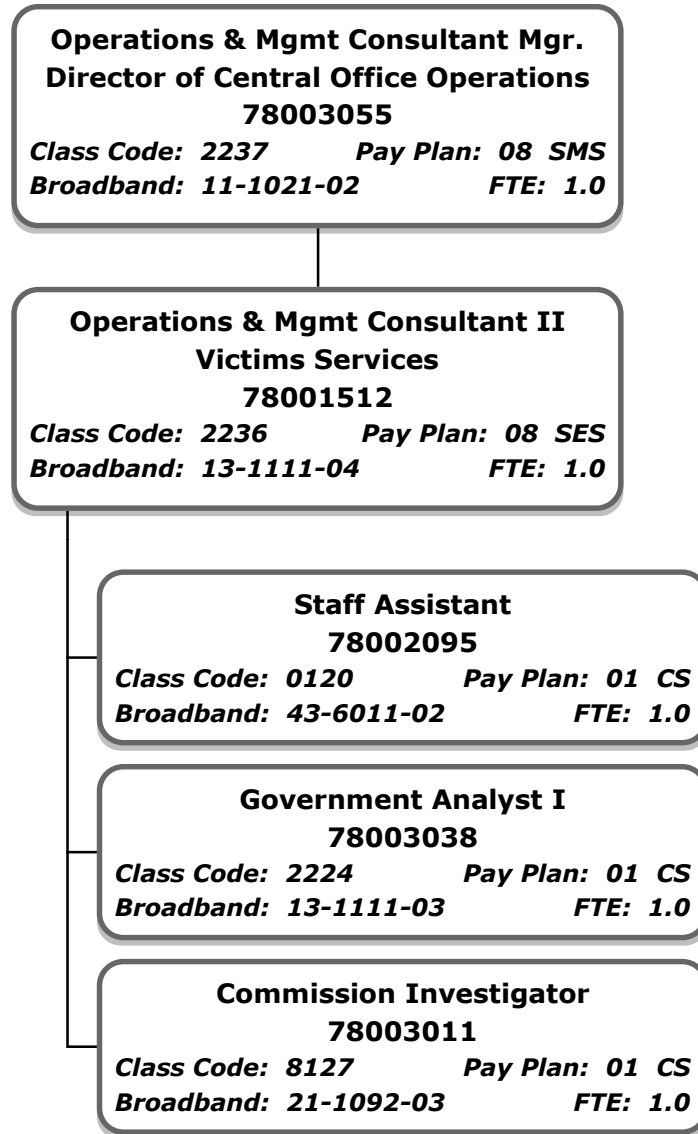 Operations & Mgmt Consultant Mgr.
Director of Central Office Operations
78003055
Class Code: 2237 Pay Plan: 08 SMS
Broadband: 11-1021-02 FTE: 1.0
Operations & Mgmt Consultant II
Victims Services
78001512
Class Code: 2236 Pay Plan: 08 SES
Broadband: 13-1111-04 FTE: 1.0
Staff Assistant
78002095
Class Code: 0120 Pay Plan: 01 CS
Broadband: 43-6011-02 FTE: 1.0
Government Analyst I
78003038
Class Code: 2224 Pay Plan: 01 CS
Broadband: 13-1111-03 FTE: 1.0
Commission Investigator
78003011
Class Code: 8127 Pay Plan: 01 CS
Broadband: 21-1092-03 FTE: 1.0